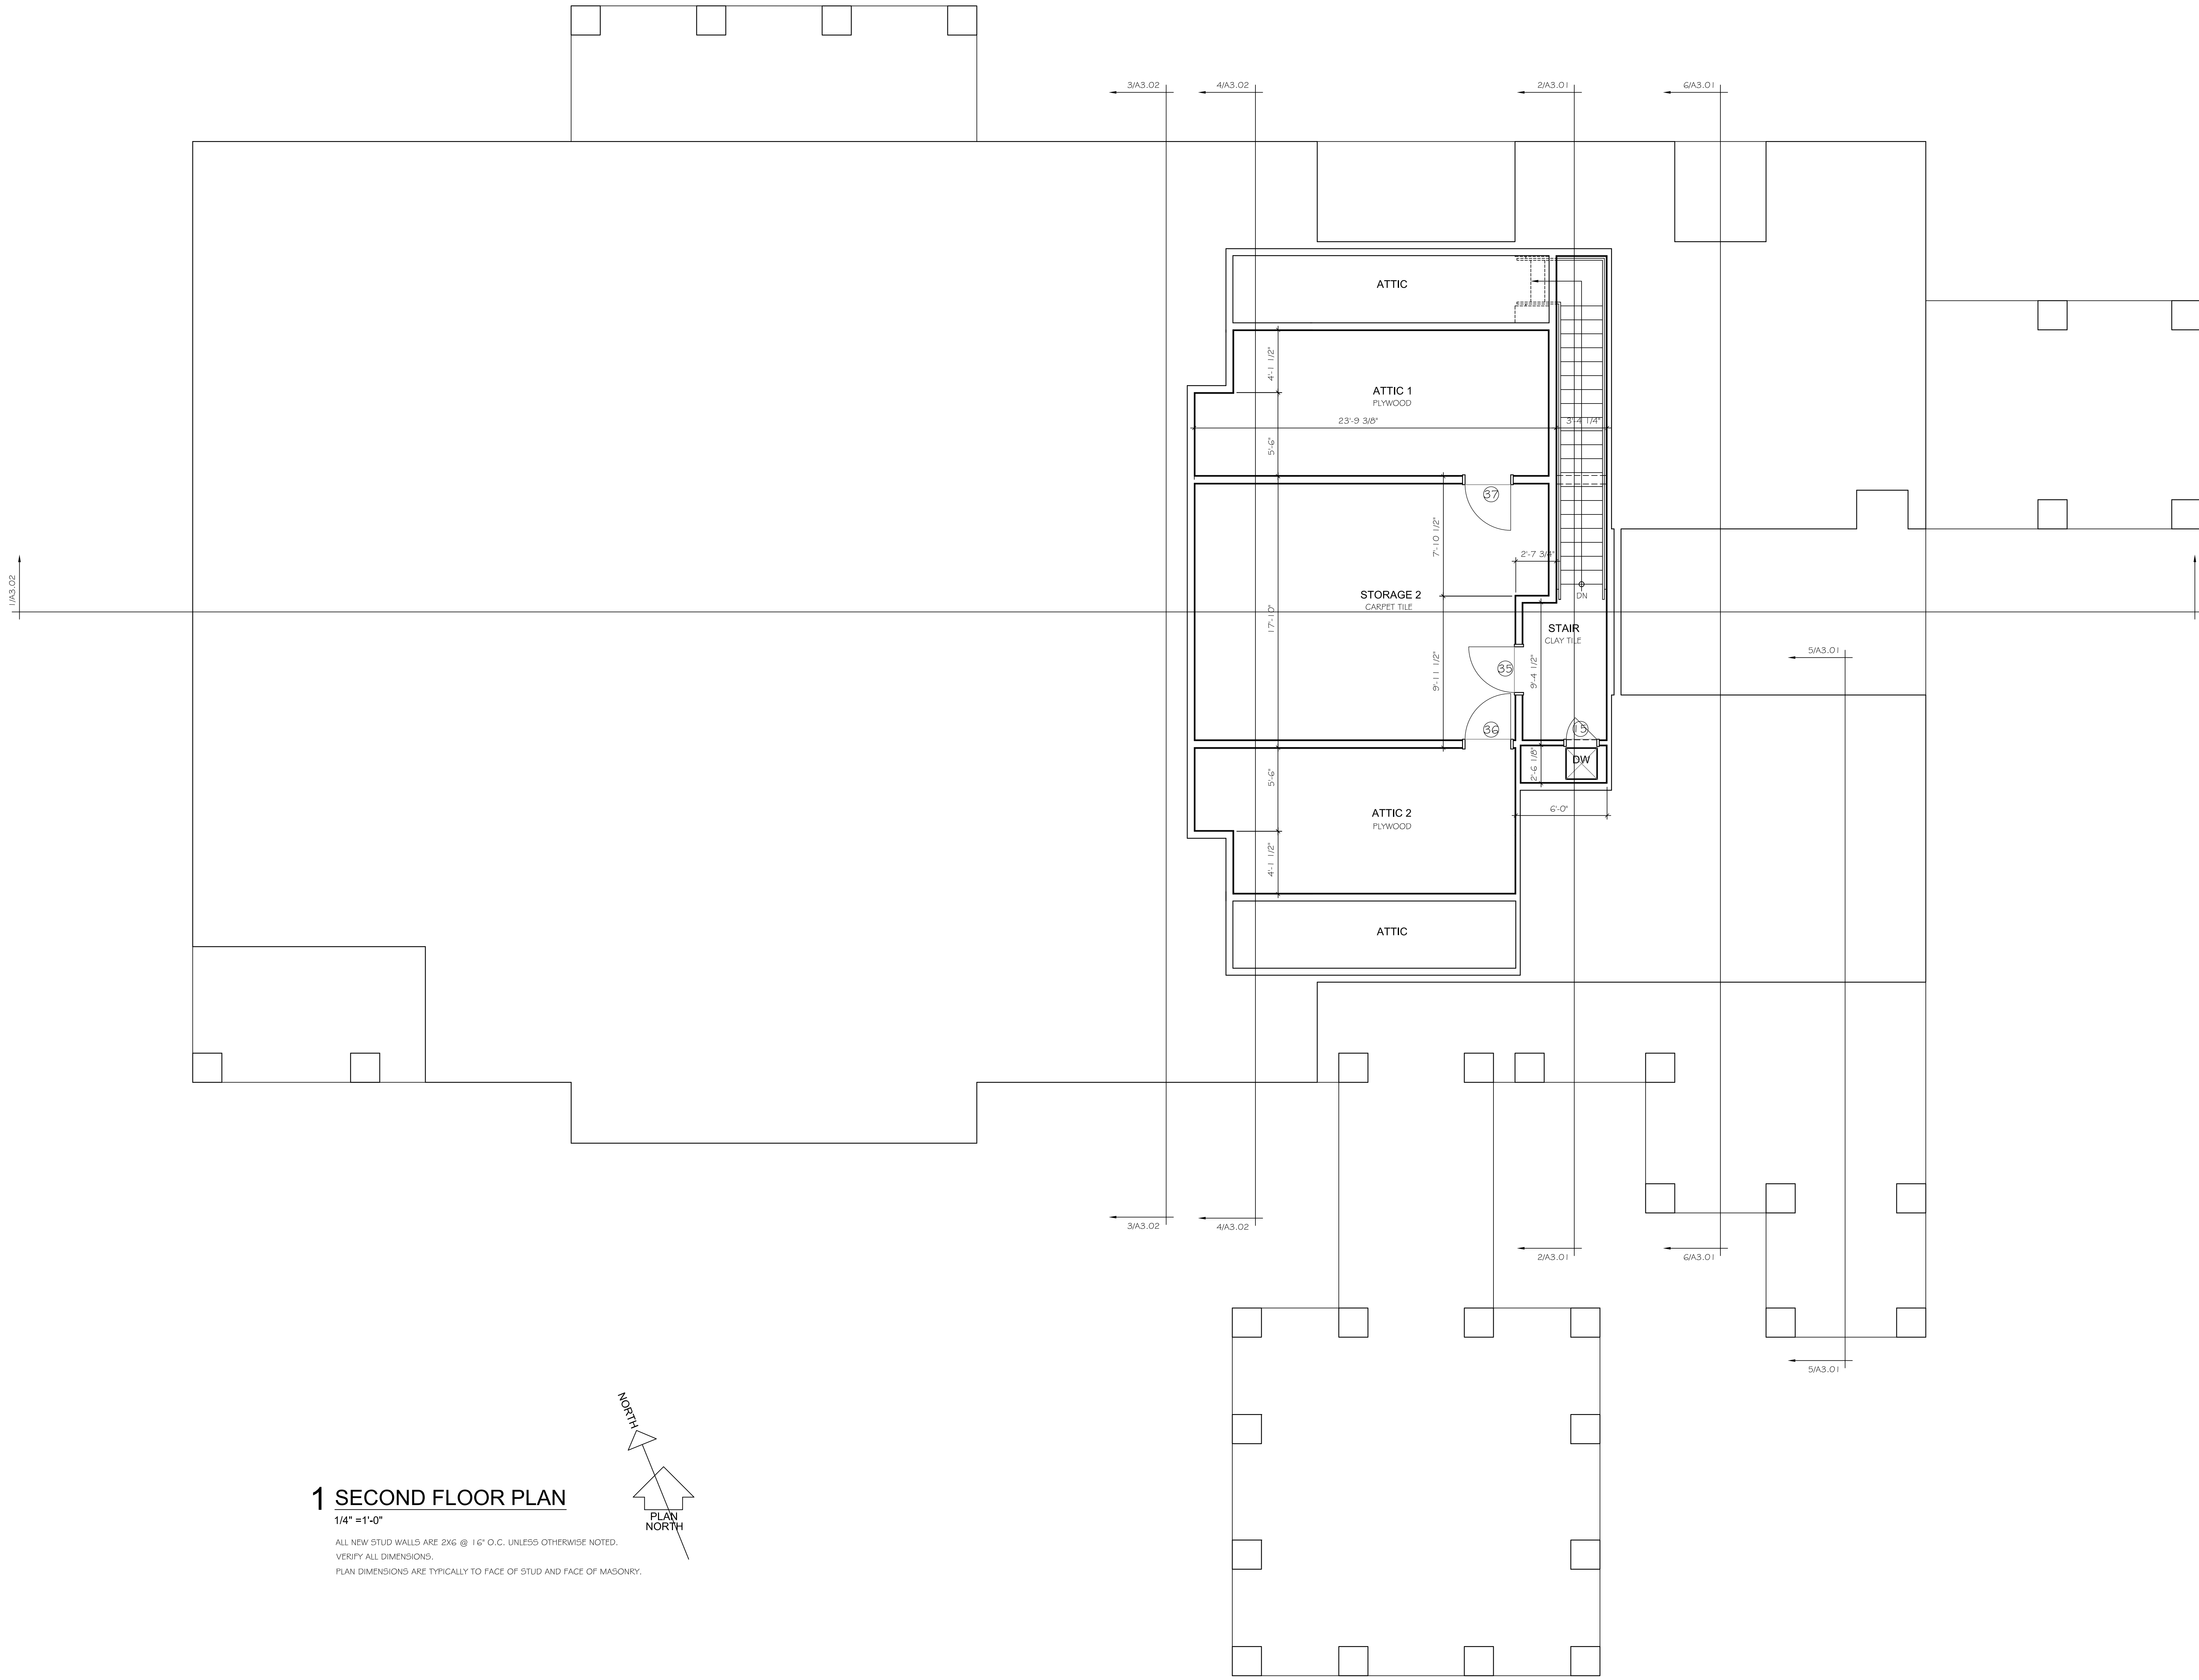 3/A3.02
4/A3.02
2/A3.01
6/A3.01
ATTIC
4'-1 1/2"
ATTIC 1
PLYWOOD
23'-9 3/8"
3'-4 1/4"
5'-6"
37
7'-10 1/2"
2'-7 3/4"
1/A3.02
STORAGE 2
CARPET TILE
DN
17'-10"
STAIR
CLAY TILE
5/A3.01
35
9'-11 1/2"
9'-4 1/2"
36
15
DW
2'-6 1/8"
5'-6"
6'-0"
ATTIC 2
PLYWOOD
4'-1 1/2"
ATTIC
3/A3.02
4/A3.02
2/A3.01
6/A3.01
5/A3.01
NORTH
PLAN
NORTH
1 SECOND FLOOR PLAN
1/4" =1'-0"
ALL NEW STUD WALLS ARE 2X6 @ 16" O.C. UNLESS OTHERWISE NOTED.
VERIFY ALL DIMENSIONS.
PLAN DIMENSIONS ARE TYPICALLY TO FACE OF STUD AND FACE OF MASONRY.